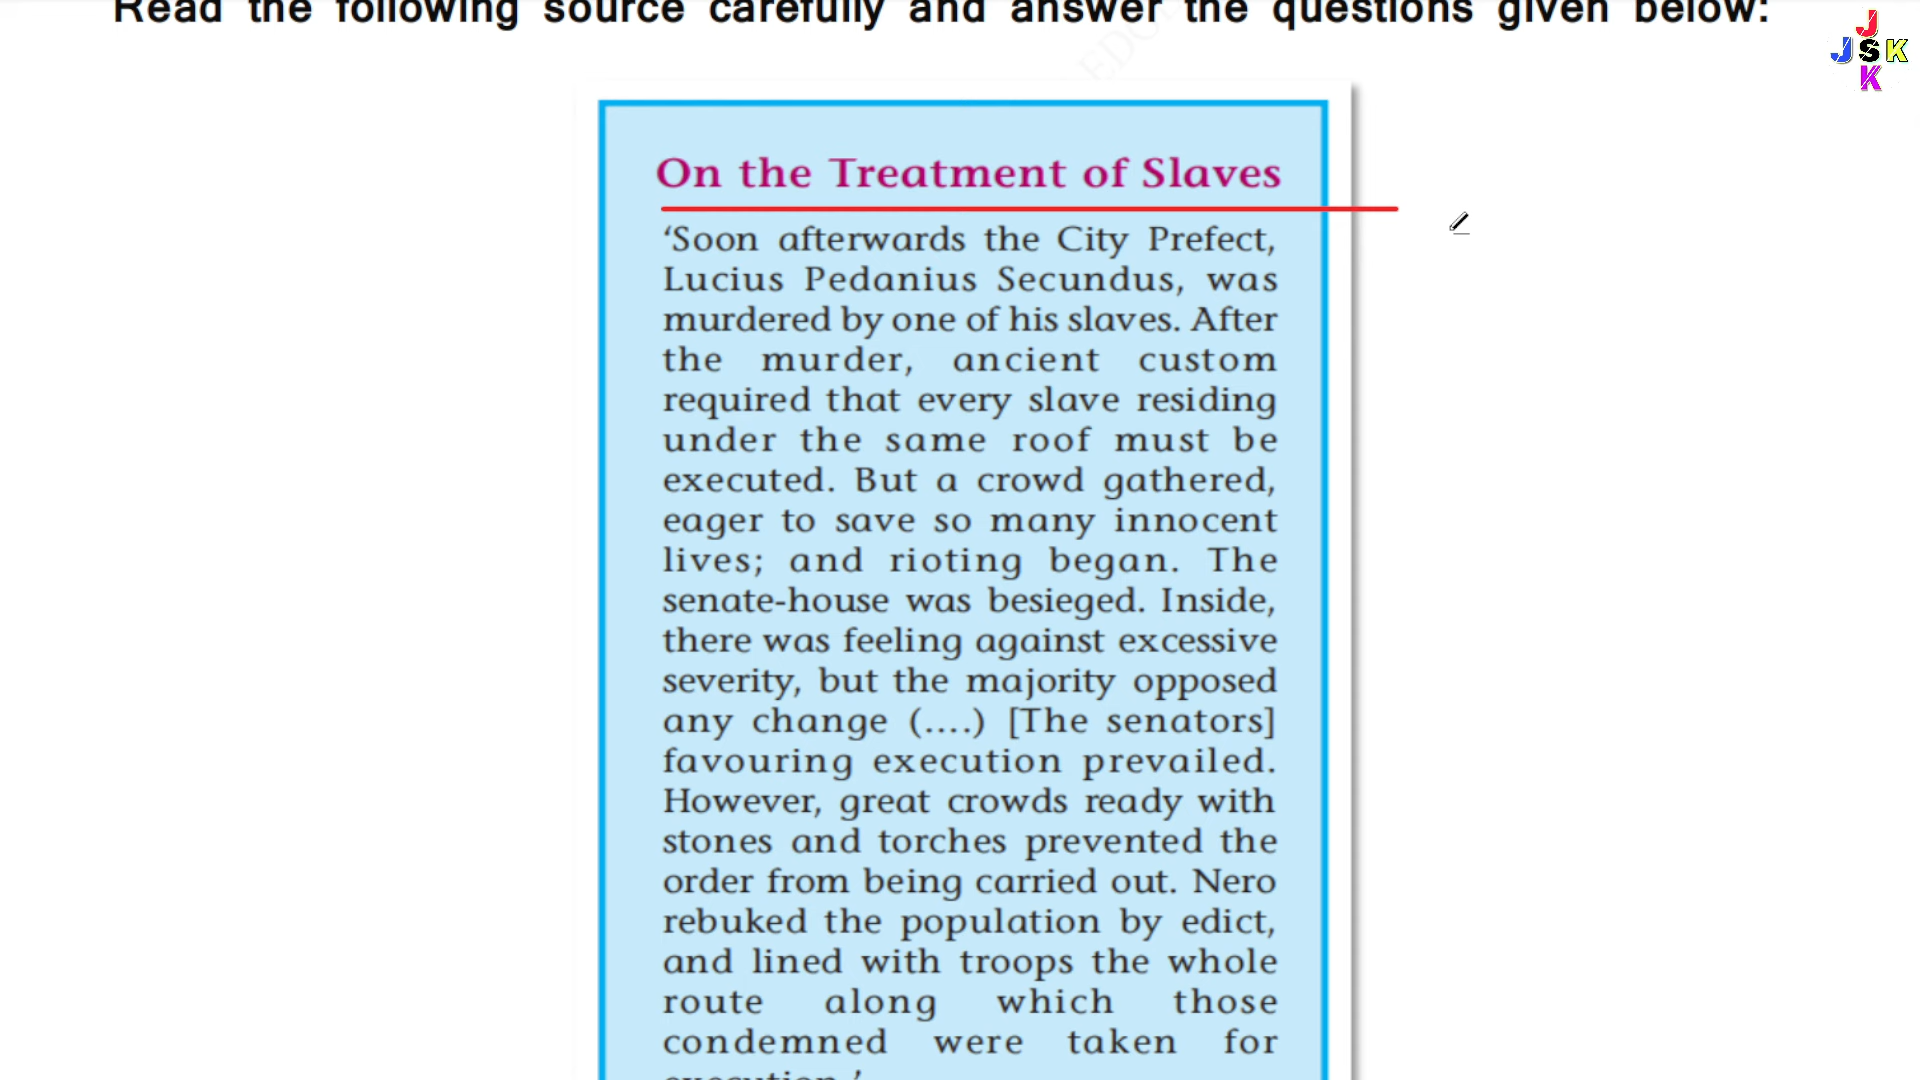 Read the following source carefully and answer the questions given below:
J
J S K
K
EDU
On the Treatment of Slaves
‘Soon afterwards the City Prefect,
Lucius Pedanius Secundus, was
murdered by one of his slaves. After
the murder, ancient custom
required that every slave residing
under the same roof must be
executed. But a crowd gathered,
eager to save so many innocent
lives; and rioting began. The
senate-house was besieged. Inside,
there was feeling against excessive
severity, but the majority opposed
any change (....) [The senators]
favouring execution prevailed.
However, great crowds ready with
stones and torches prevented the
order from being carried out. Nero
rebuked the population by edict,
and lined with troops the whole
route along which those
condemned were taken for
execution.’